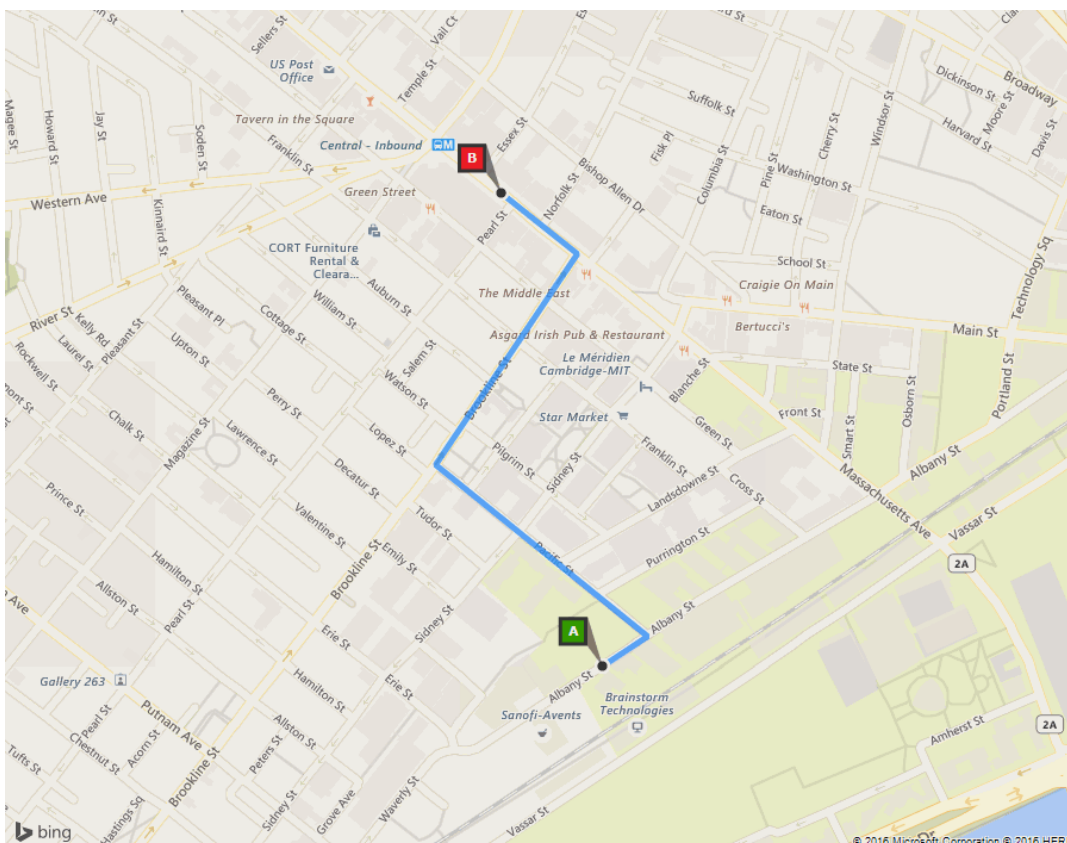 Sellers St
Vail Ct
US Post
Office
Temple St
Tavern in the Square
Central - Inbound
M
B
Essex St
Suffolk St
Dickinson St
Broadway
Moore St
Harvard St
Davis St
Windsor St
Cherry St
Magee St
Howard St
Jay St
Soden St
Franklin St
Fisk Pl
Bishop Allen Dr
Columbia St
Pine St
Washington St
Western Ave
Kinnaird St
Green Street
Pearl St
Norfolk St
Eaton St
CORT Furniture
Rental &
Cleara...
School St
Technology Sq
Craigie On Main
The Middle East
Auburn St
William St
Pleasant Pl
Cottage St
River St
Kelly Rd
Pleasant St
Asgard Irish Pub & Restaurant
Bertucci's
Main St
Rockwell St
Laurel St
Upton St
Salem St
Le Méridien
Cambridge-MIT
Blanche St
State St
Portland St
Watson St
Brookline St
Perry St
Star Market
Front St
Osborn St
Smart St
Green St
Chalk St
Magazine St
Lawrence St
Lopez St
Pilgrim St
Sidney St
Franklin St
Cross St
Albany St
Decatur St
Landsdowne St
Massachusetts Ave
Prince St
Valentine St
Tudor St
Pacific St
Purrington St
Vassar St
2A
Emily St
Brookline St
Allston St
Hamilton St
Pearl St
Sidney St
Albany St
A
Erie St
Albany St
Gallery 263
Erie St
Hamilton St
Brainstorm
Technologies
Sanofi-Avents
Putnam Ave
Pearl St
Chestnut St
Acorn St
Allston St
Peters St
Amherst St
2A
Tufts St
Brookline St
Waverly St
Grove Ave
Sidney St
Hastings Sq
Vassar St
bing
Dr
© 2016 Microsoft Corporation © 2016 HER